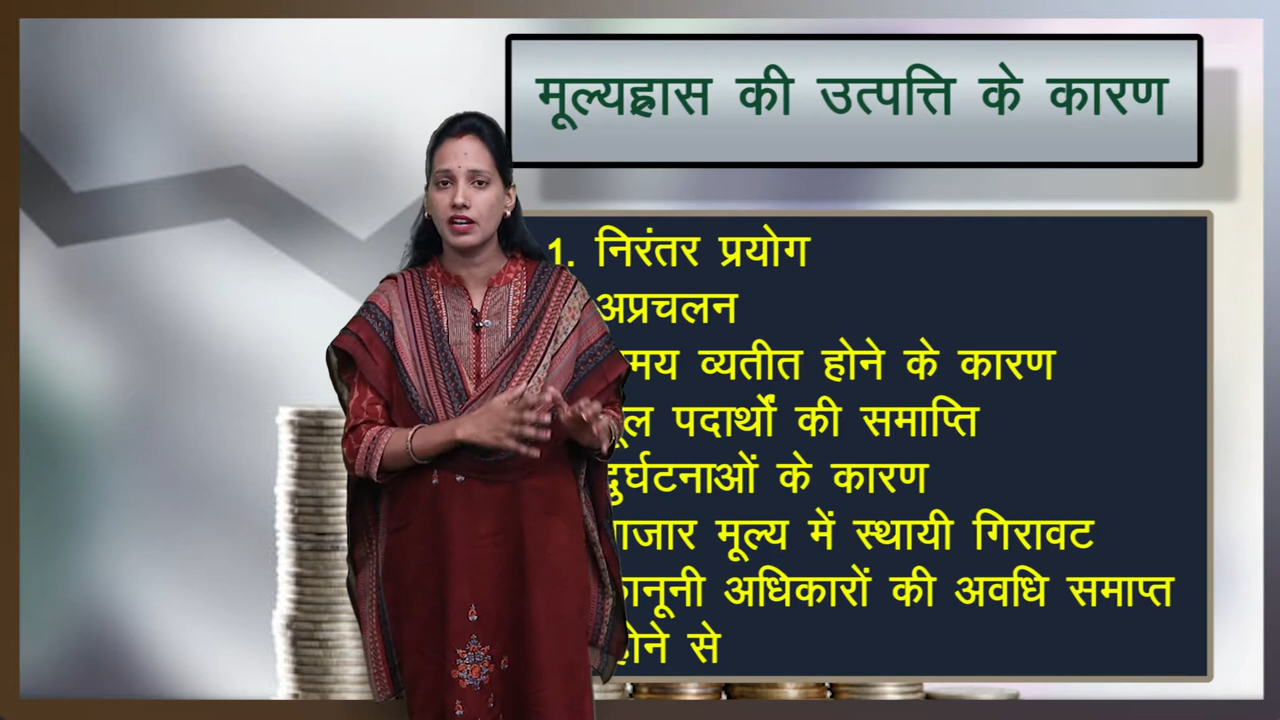 मूल्यह्रास की उत्पत्ति के कारण
1. निरंतर प्रयोग
अप्रचलन
व्यतीत होने के कारण
पदार्थों की समाप्ति
दुर्घटनाओं के कारण
मूल्य में स्थायी गिरावट
अधिकारों की अवधि समाप्त
से